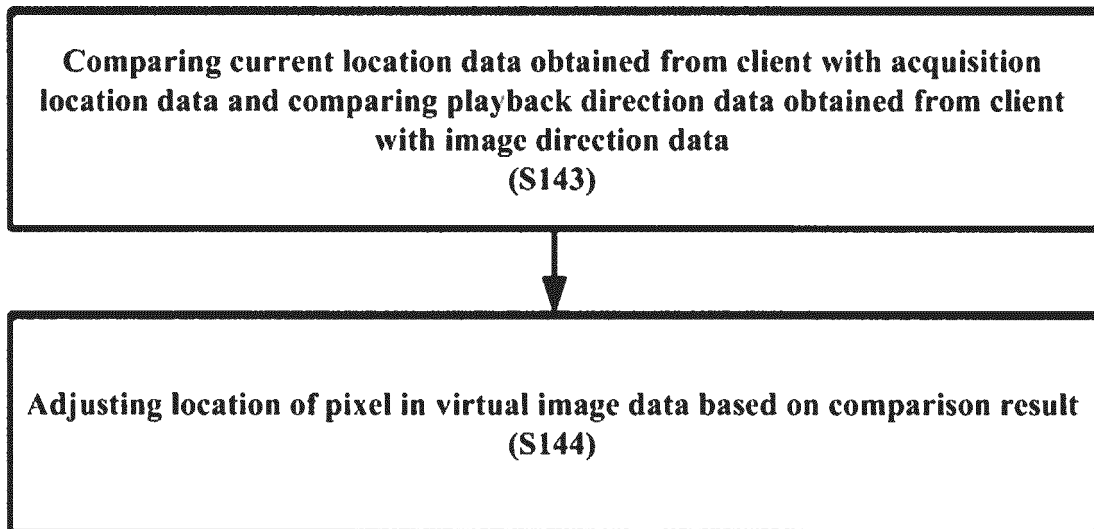 Comparing current location data obtained from client with acquisition
location data and comparing playback direction data obtained from client
with image direction data
(S143)
Adjusting location of pixel in virtual image data based on comparison result
(S144)